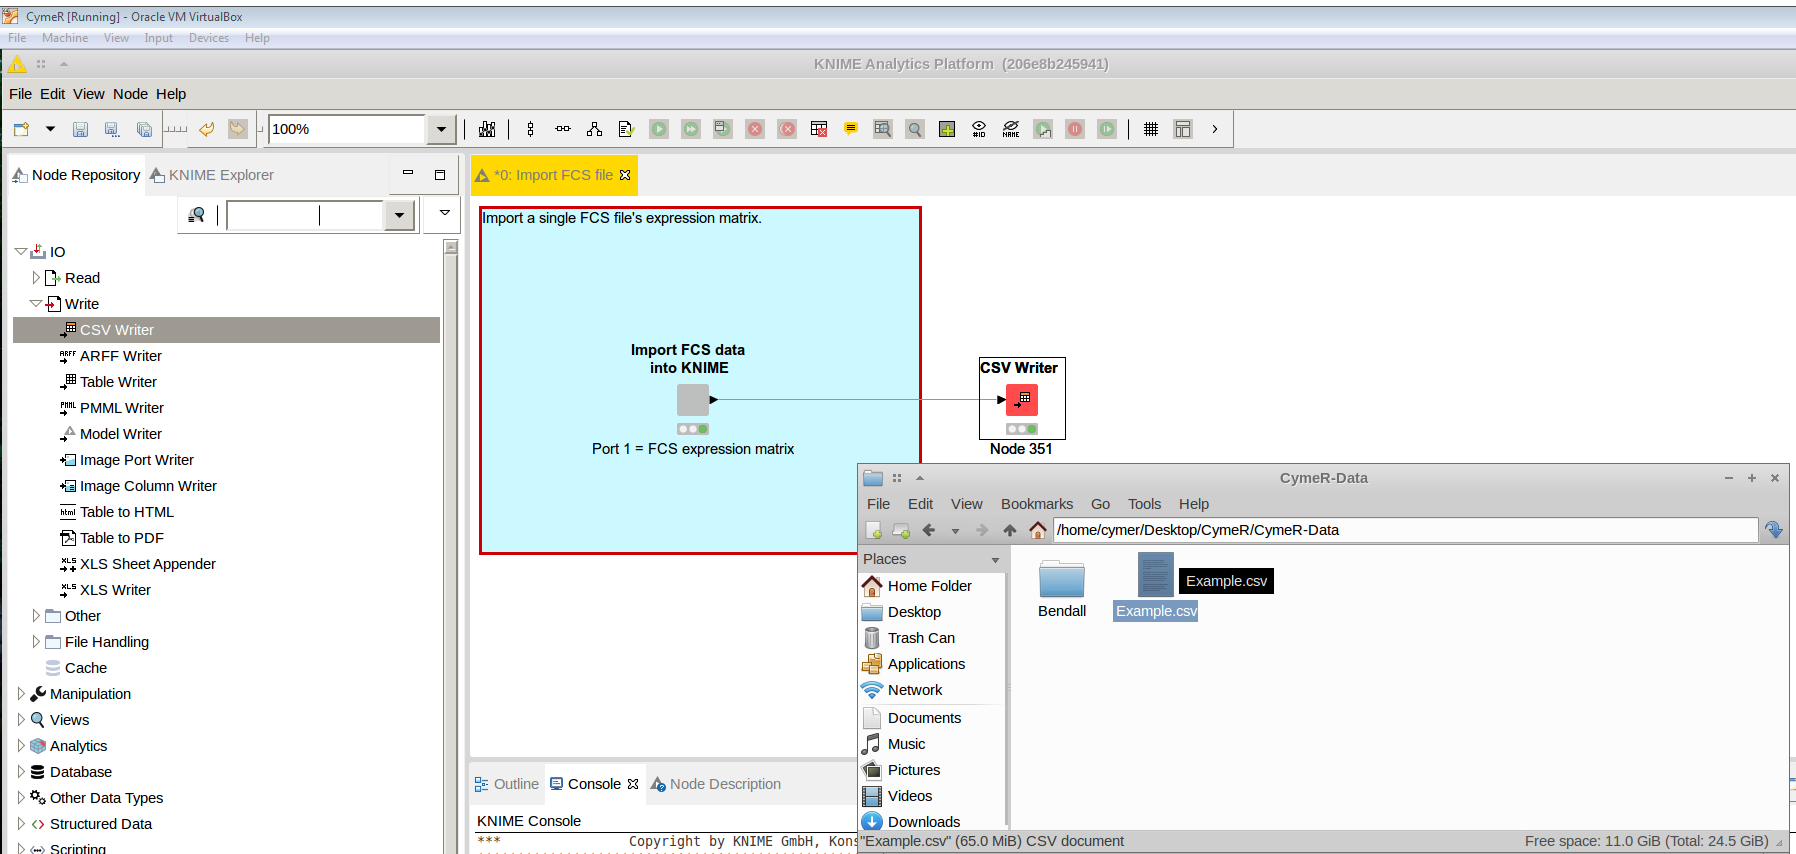 CymeR [Running] - Oracle VM VirtualBox
File Machine View Input Devices Help
KNIME Analytics Platform (206e8b245941)
File Edit View Node Help
100%
#ID
NAME
Node Repository
KNIME Explorer
*0: Import FCS file
IO
Read
Write
CSV Writer
ARFF Writer
Table Writer
PMML Writer
Model Writer
Image Port Writer
Image Column Writer
Table to HTML
Table to PDF
XLS Sheet Appender
XLS Writer
Other
File Handling
Cache
Manipulation
Views
Analytics
Database
Other Data Types
Structured Data
Scripting
Import a single FCS file's expression matrix.
Import FCS data
into KNIME
Port 1 = FCS expression matrix
CSV Writer
Node 351
Outline
Console
Node Description
KNIME Console
*** Copyright by KNIME GmbH, Kons
CymeR-Data
File Edit View Bookmarks Go Tools Help
/home/cymer/Desktop/CymeR/CymeR-Data
Places
Home Folder
Desktop
Trash Can
Applications
Network
Documents
Music
Pictures
Videos
Downloads
Bendall
Example.csv
Example.csv
"Example.csv" (65.0 MiB) CSV document
Free space: 11.0 GiB (Total: 24.5 GiB)